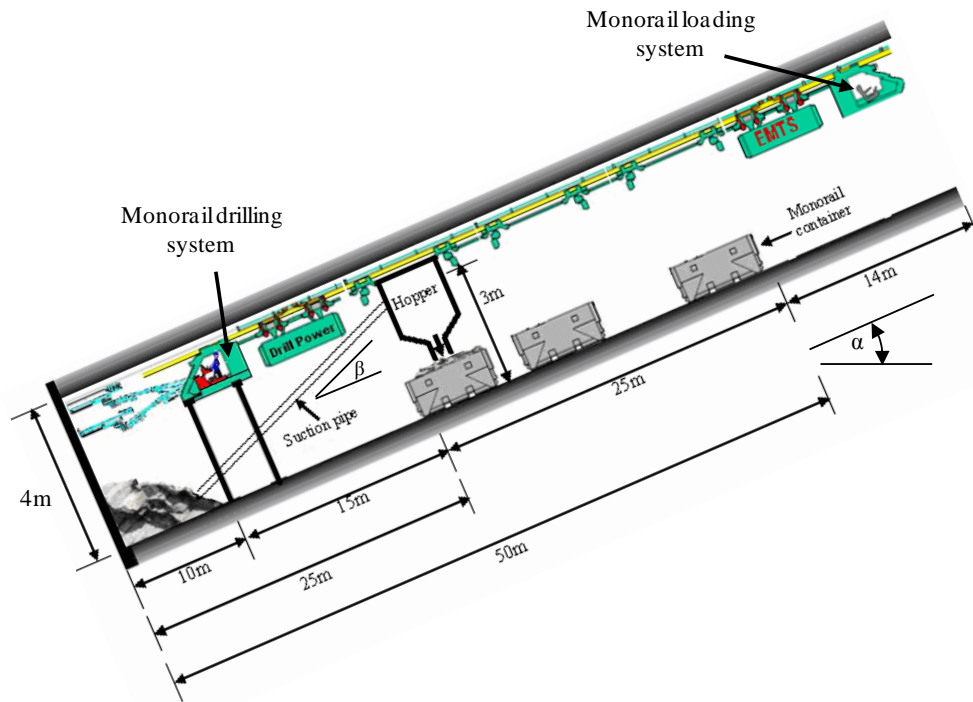 Monorail loading
system
EMTS
Monorail drilling
system
Monorail
container
Hopper
3m
14m
Drill Power
α
β
Suction pipe
25m
4m
15m
10m
50m
25m